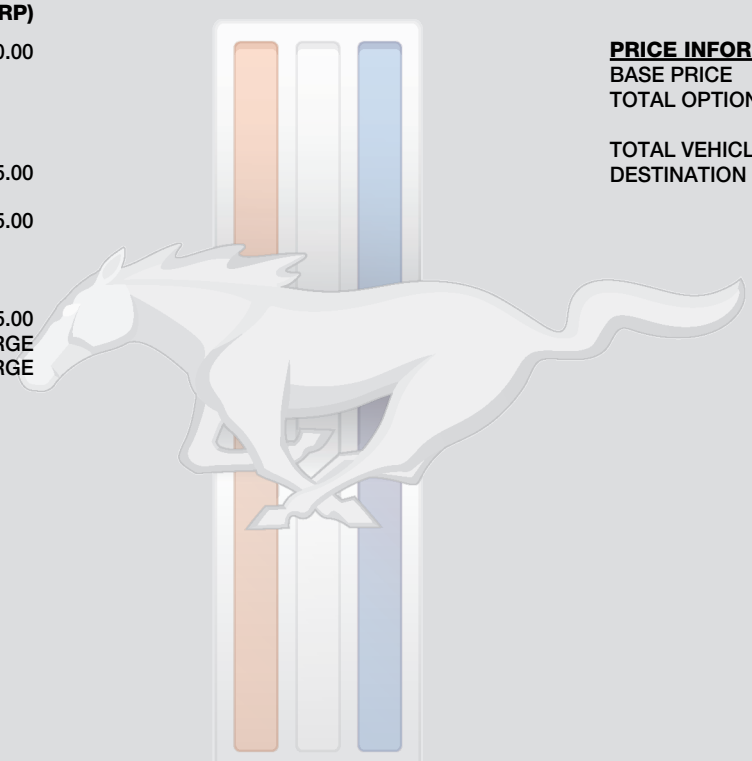 RP)
0.00
5.00
5.00
5.00
RGE
RGE
PRICE INFOR
BASE PRICE
TOTAL OPTION
TOTAL VEHICL
DESTINATION